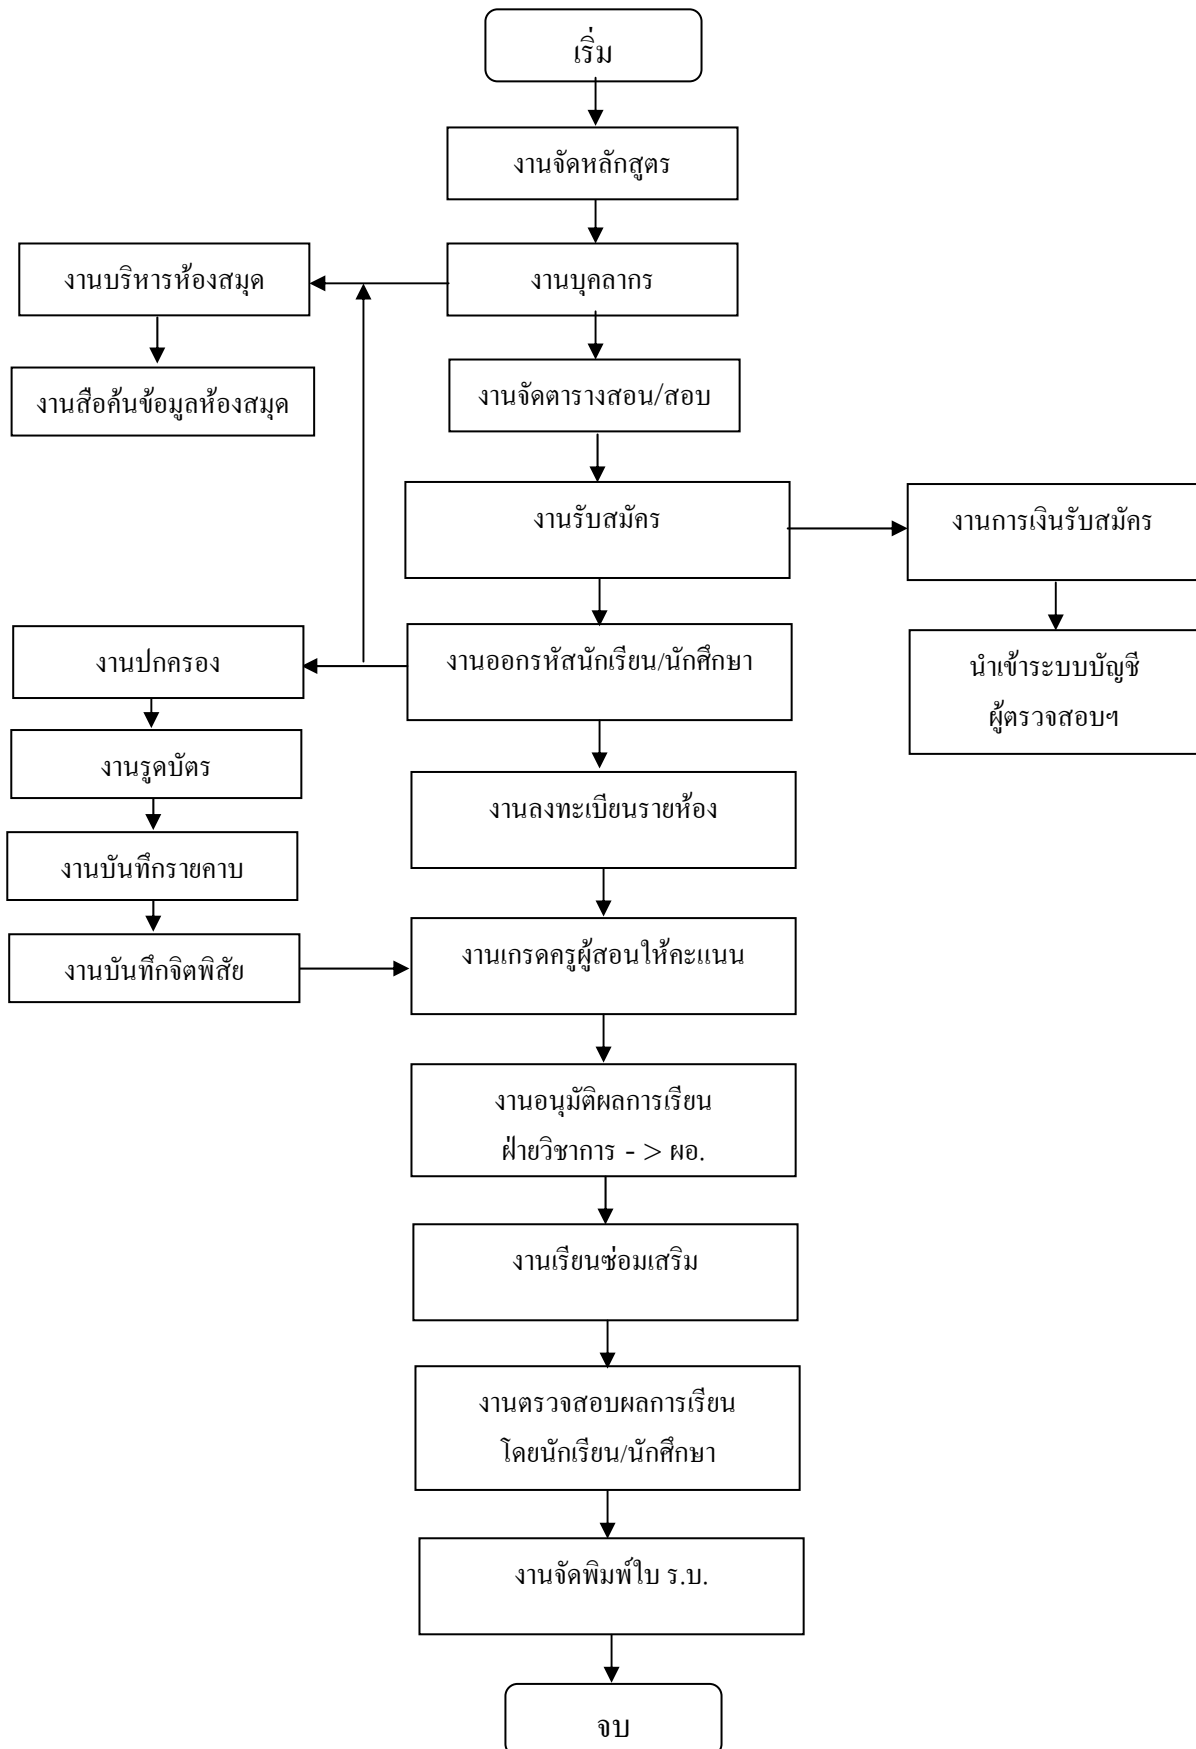 เริ่ม
งานจัดหลักสูตร
งานบริหารห้องสมุด
งานบุคลากร
งานสือค้นข้อมูลห้องสมุด
งานจัดตารางสอน/สอบ
งานรับสมัคร
งานการเงินรับสมัคร
งานปกครอง
งานออกรหัสนักเรียน/นักศึกษา
นำเข้าระบบบัญชี
ผู้ตรวจสอบฯ
งานรูดบัตร
งานลงทะเบียนรายห้อง
งานบันทึกรายคาบ
งานบันทึกจิตพิสัย
งานเกรดครูผู้สอนให้คะแนน
งานอนุมัติผลการเรียน
ฝ่ายวิชาการ - > ผอ.
งานเรียนซ่อมเสริม
งานตรวจสอบผลการเรียน
โดยนักเรียน/นักศึกษา
งานจัดพิมพ์ใบ ร.บ.
จบ